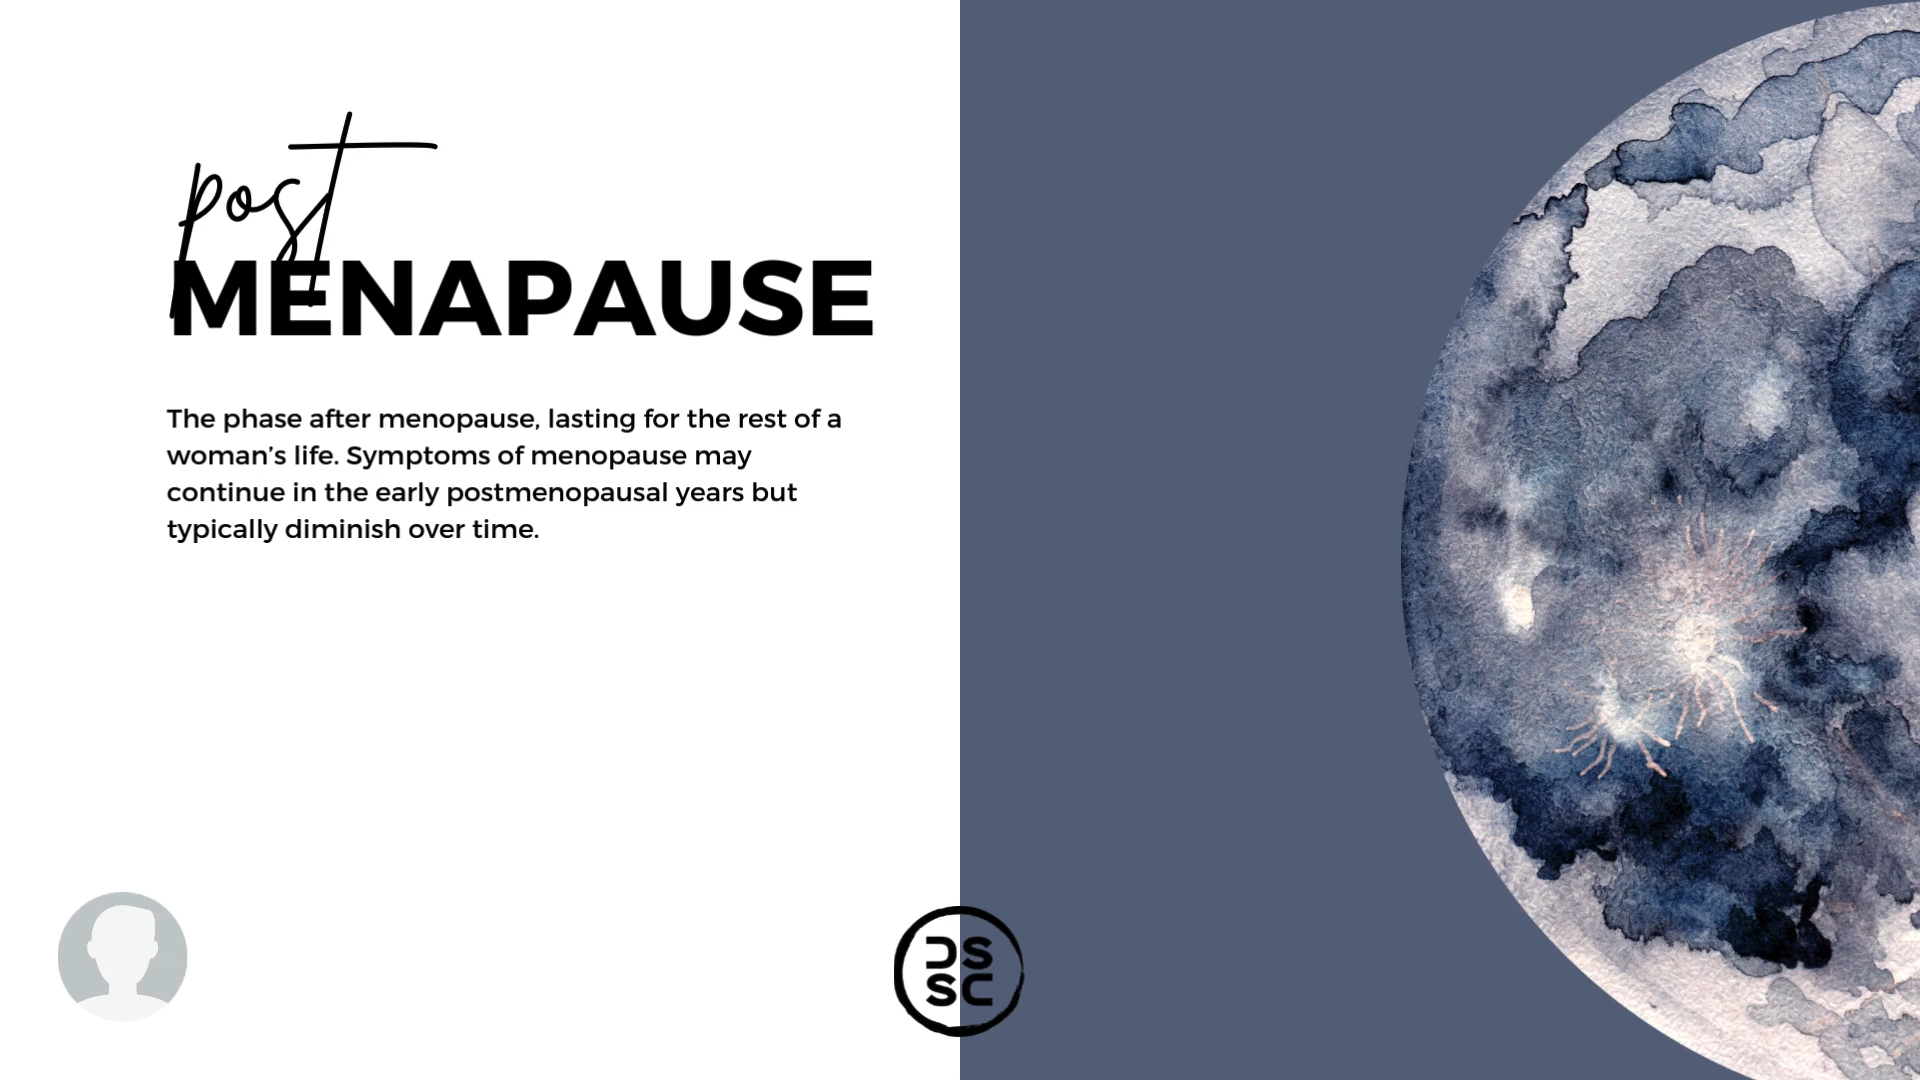 post
MENAPAUSE
The phase after menopause, lasting for the rest of a
woman’s life. Symptoms of menopause may
continue in the early postmenopausal years but
typically diminish over time.
DS
SC